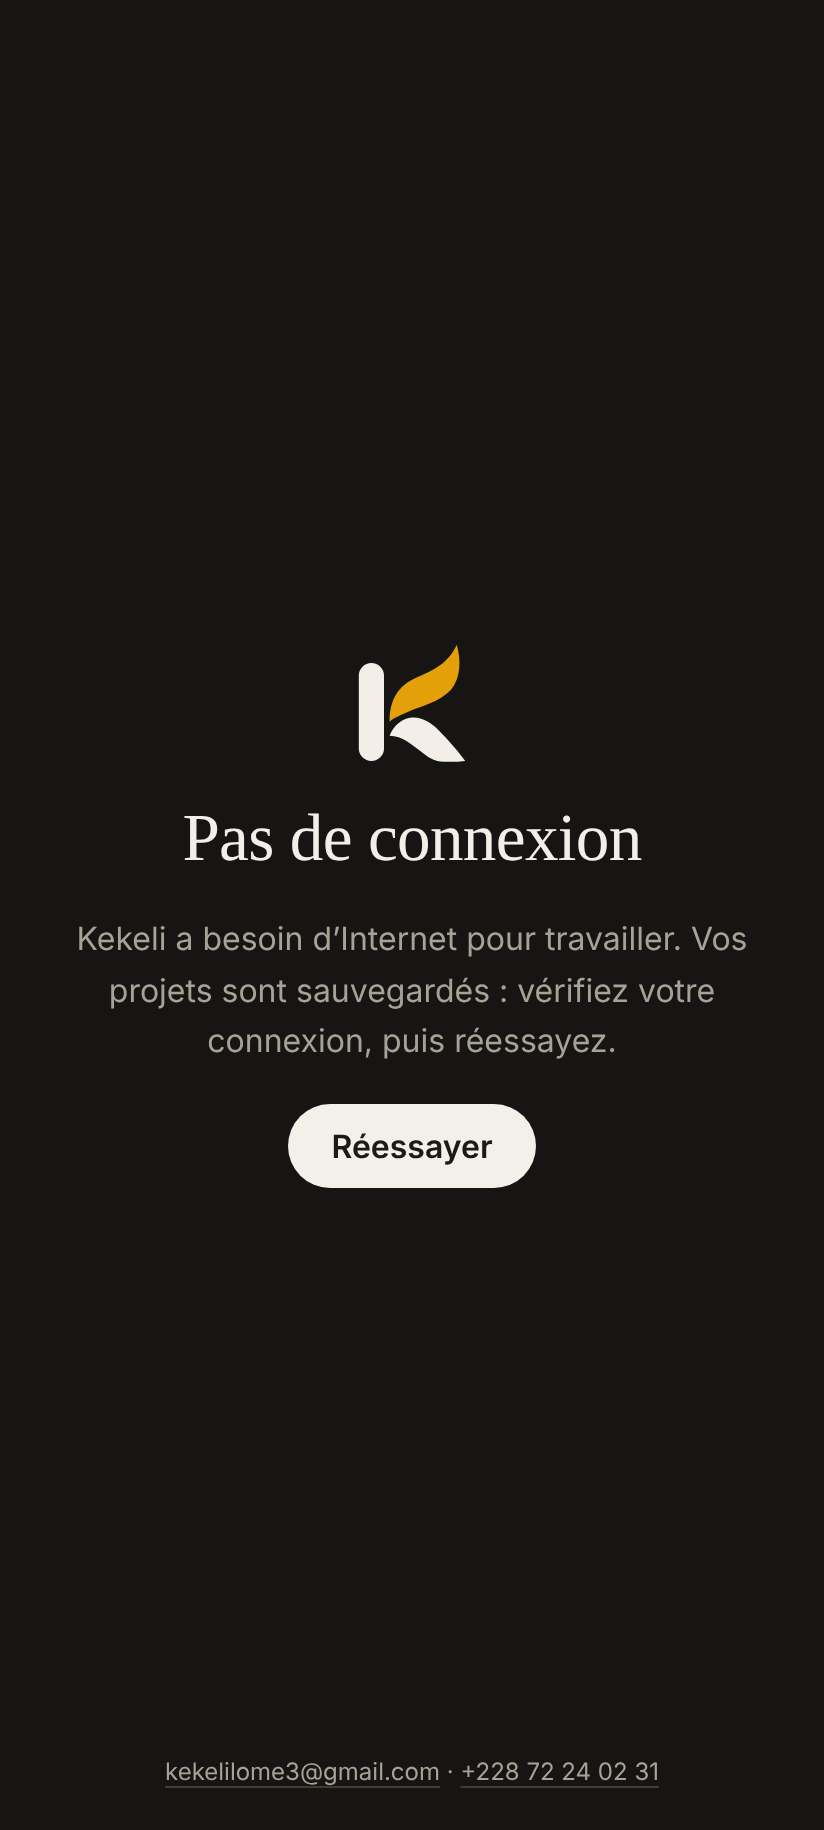 Pas de connexion
Kekeli a besoin d’Internet pour travailler. Vos
projets sont sauvegardés : vérifiez votre
connexion, puis réessayez.
Réessayer
kekelilome3@gmail.com · +228 72 24 02 31